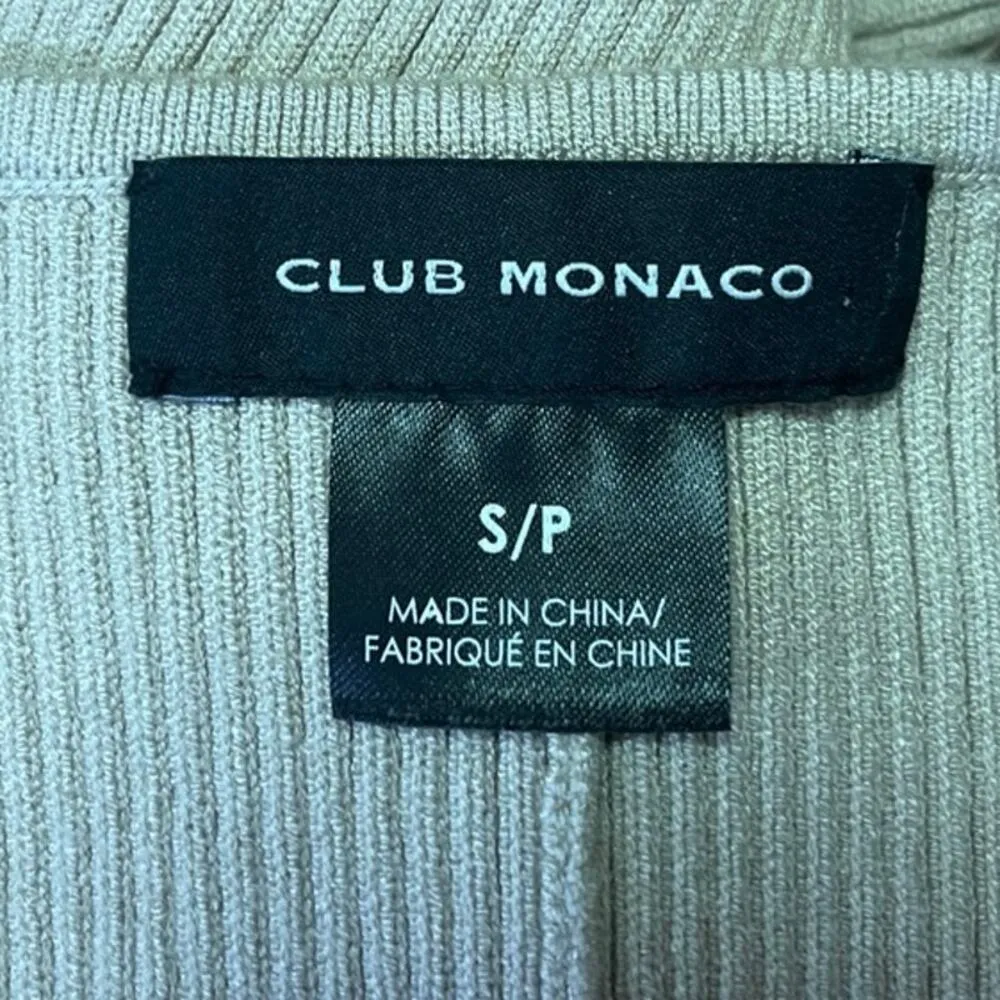 CLUB MONACO
S/P
MADE IN CHINA/
FABRIQUÉ EN CHINE